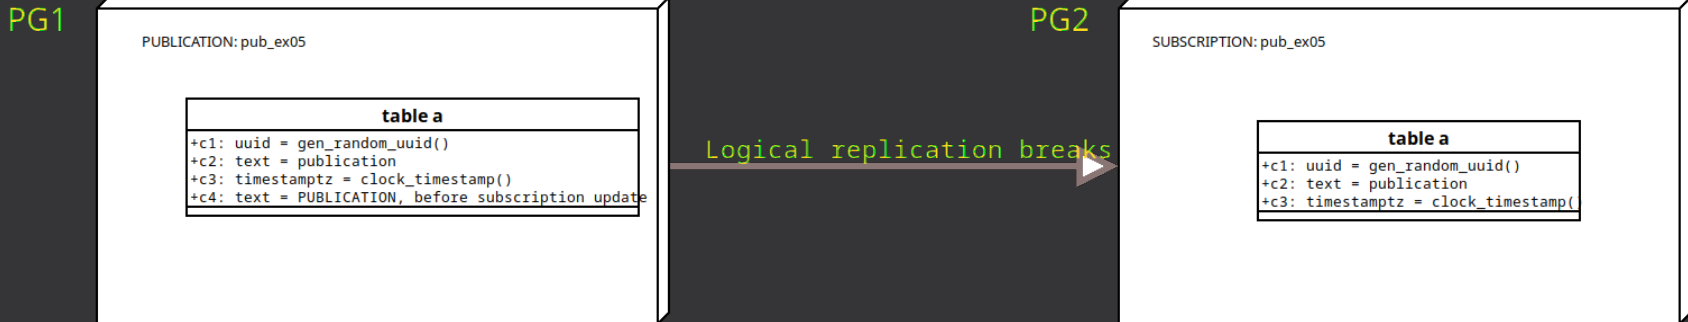 PG1
PUBLICATION: pub_ex05
table a
+c1: uuid = gen_random_uuid()
+c2: text = publication
+c3: timestamptz = clock_timestamp()
+c4: text = PUBLICATION, before subscription update
Logical replication breaks
PG2
SUBSCRIPTION: pub_ex05
table a
+c1: uuid = gen_random_uuid()
+c2: text = publication
+c3: timestamptz = clock_timestamp()